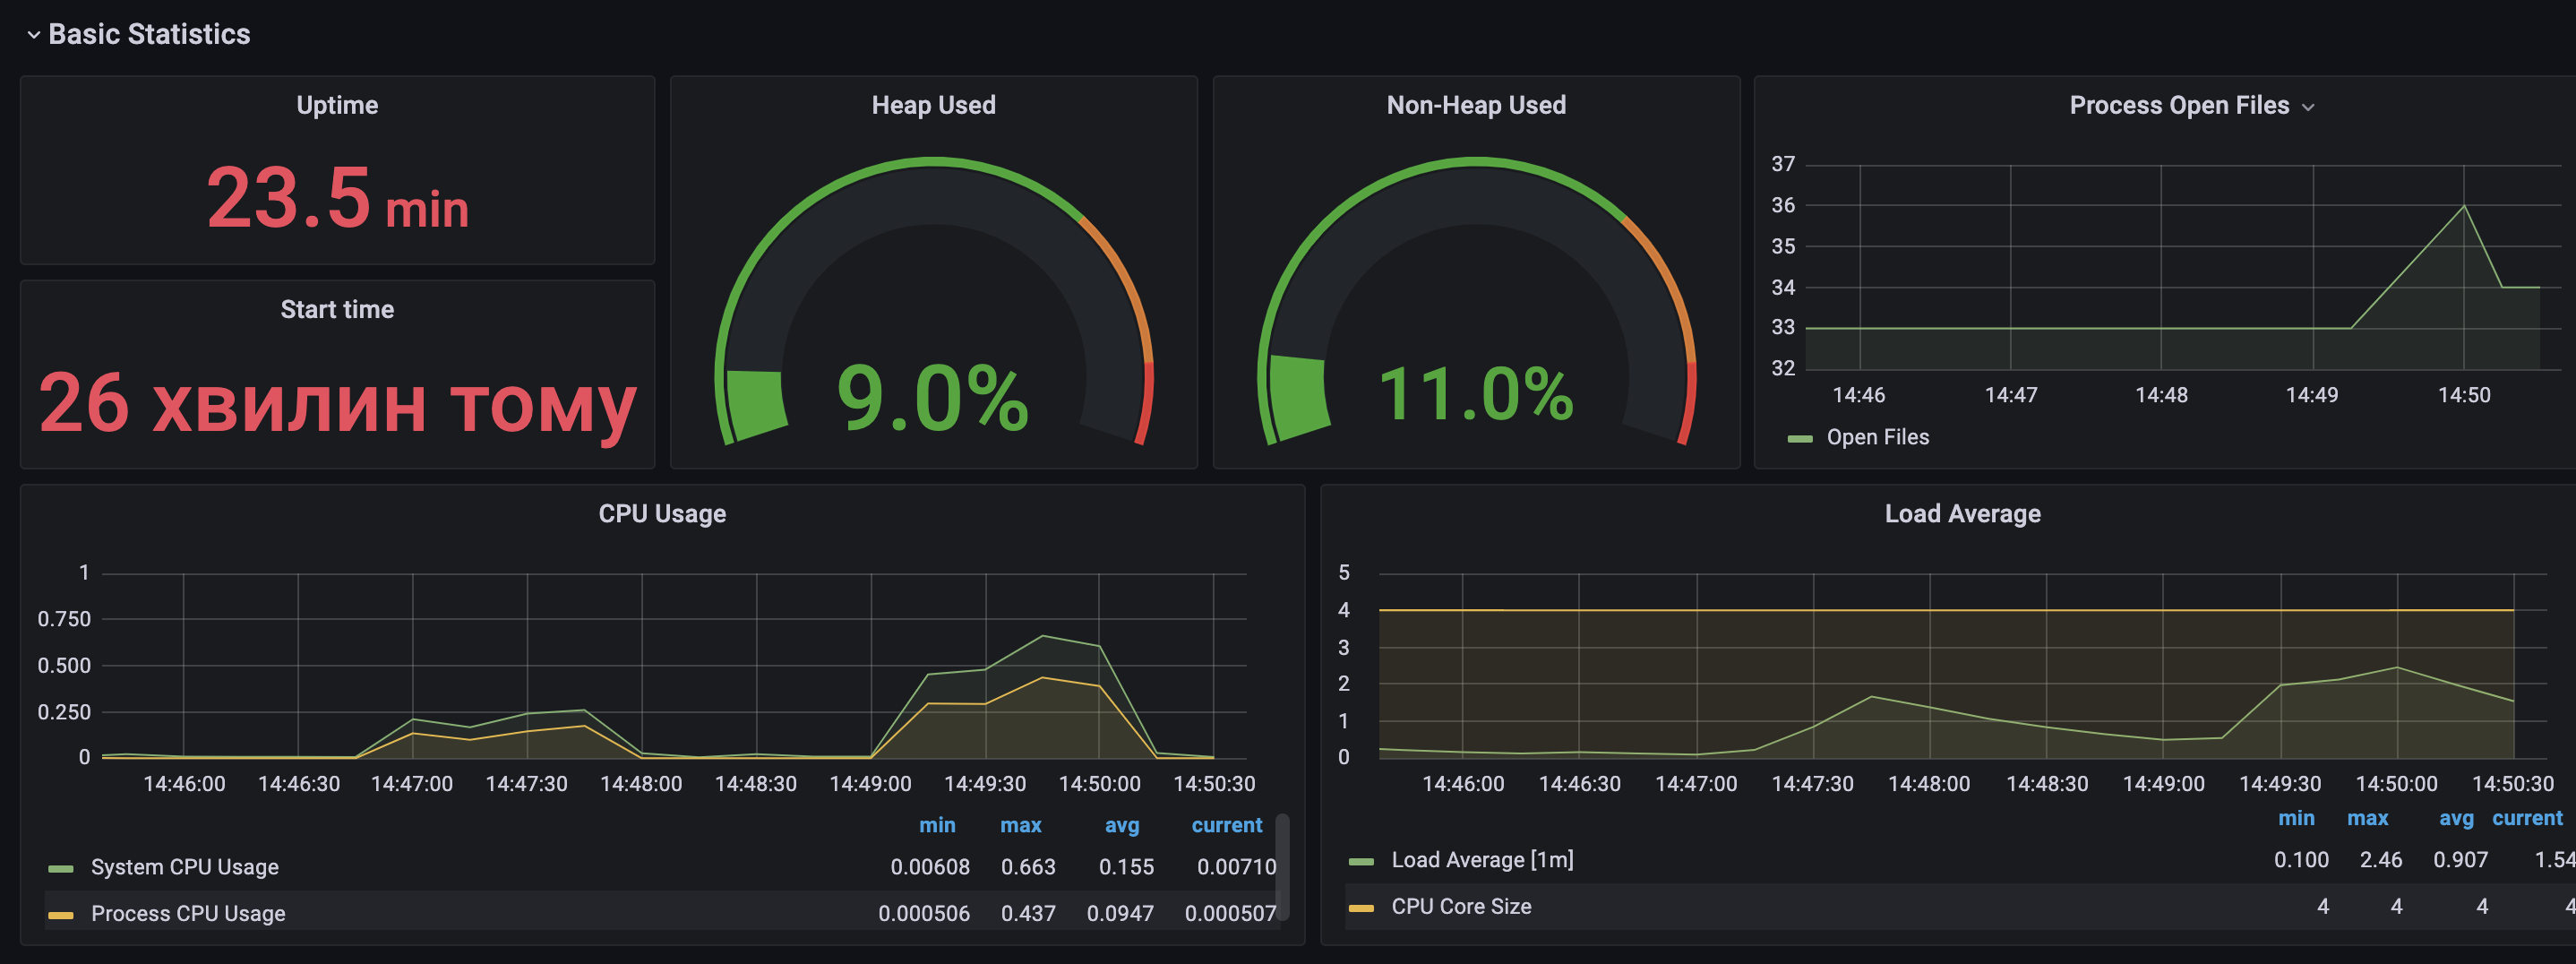 Basic Statistics
Uptime
23.5 min
Start time
26 хвилин тому
Heap Used
9.0%
Non-Heap Used
11.0%
Process Open Files
37
36
35
34
33
32
14:46 14:47 14:48 14:49 14:50
Open Files
CPU Usage
1
0.750
0.500
0.250
0
14:46:00 14:46:30 14:47:00 14:47:30 14:48:00 14:48:30 14:49:00 14:49:30 14:50:00 14:50:30
min max avg current
System CPU Usage 0.00608 0.663 0.155 0.00710
Process CPU Usage 0.000506 0.437 0.0947 0.000507
Load Average
5
4
3
2
1
0
14:46:00 14:46:30 14:47:00 14:47:30 14:48:00 14:48:30 14:49:00 14:49:30 14:50:00 14:50:30
min max avg current
Load Average [1m] 0.100 2.46 0.907 1.54
CPU Core Size 4 4 4 4